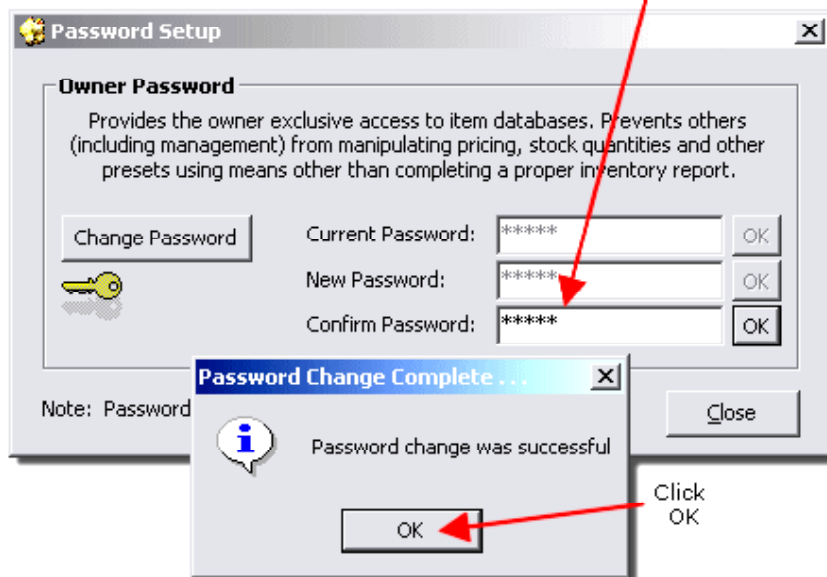 Password Setup
Owner Password
Provides the owner exclusive access to item databases. Prevents others
(including management) from manipulating pricing, stock quantities and other
presets using means other than completing a proper inventory report.
Change Password
Current Password: ***** OK
New Password: ***** OK
Confirm Password: ***** OK
Password Change Complete . . .
Note: Password
Close
Password change was successful
OK
Click
OK